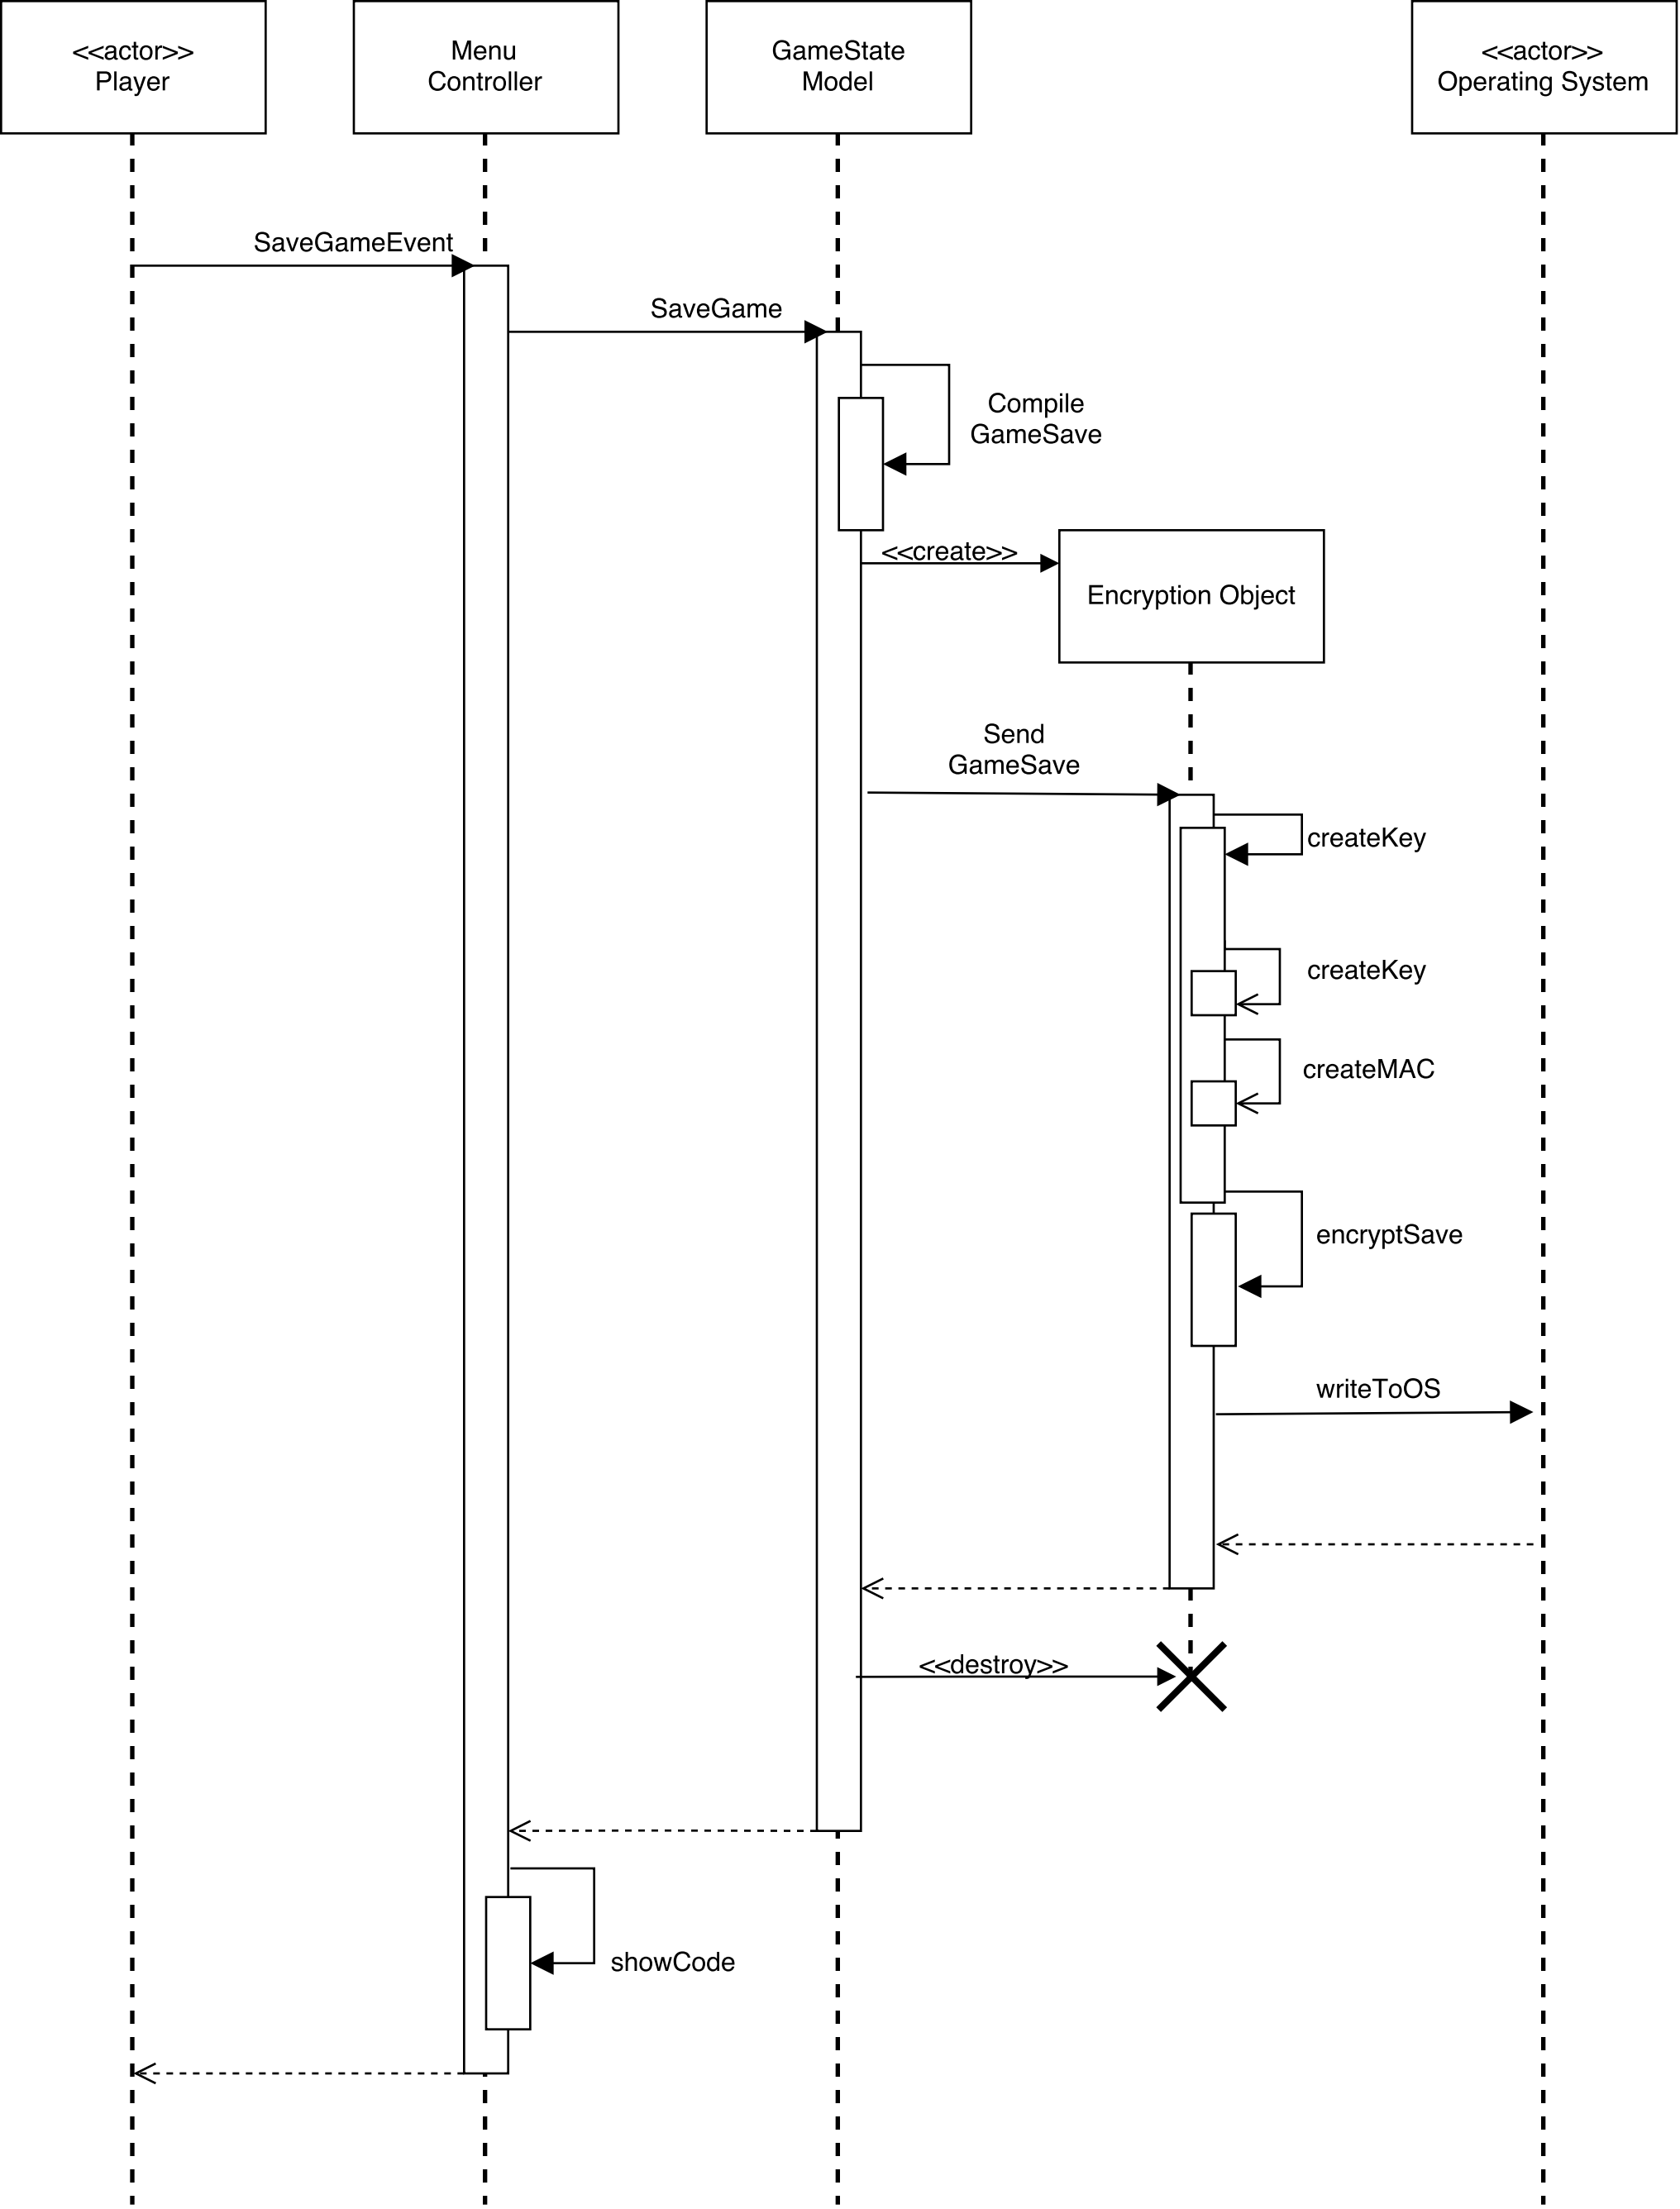 <<actor>>
Player
Menu
Controller
GameState
Model
<<actor>>
Operating System
SaveGameEvent
SaveGame
Compile
GameSave
<<create>>
Encryption Object
Send
GameSave
createKey
createKey
createMAC
encryptSave
writeToOS
<<destroy>>
showCode